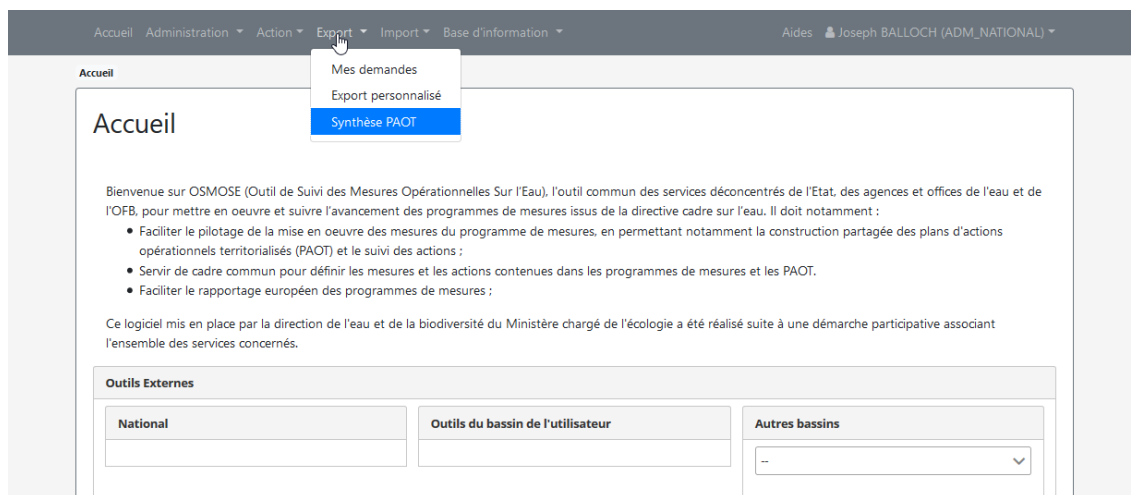 Accueil Administration Action Export Import Base d'information Aides Joseph BALLOCH (ADM_NATIONAL)
Mes demandes
Export personnalisé
Synthèse PAOT
Accueil
Accueil
Bienvenue sur OSMOSE (Outil de Suivi des Mesures Opérationnelles Sur l'Eau), l'outil commun des services déconcentrés de l'Etat, des agences et offices de l'eau et de
l'OFB, pour mettre en oeuvre et suivre l'avancement des programmes de mesures issus de la directive cadre sur l'eau. Il doit notamment :
• Faciliter le pilotage de la mise en oeuvre des mesures du programme de mesures, en permettant notamment la construction partagée des plans d'actions
opérationnels territorialisés (PAOT) et le suivi des actions ;
• Servir de cadre commun pour définir les mesures et les actions contenues dans les programmes de mesures et les PAOT.
• Faciliter le rapportage européen des programmes de mesures ;
Ce logiciel mis en place par la direction de l'eau et de la biodiversité du Ministère chargé de l'écologie a été réalisé suite à une démarche participative associant
l'ensemble des services concernés.
Outils Externes
National
Outils du bassin de l'utilisateur
Autres bassins
--